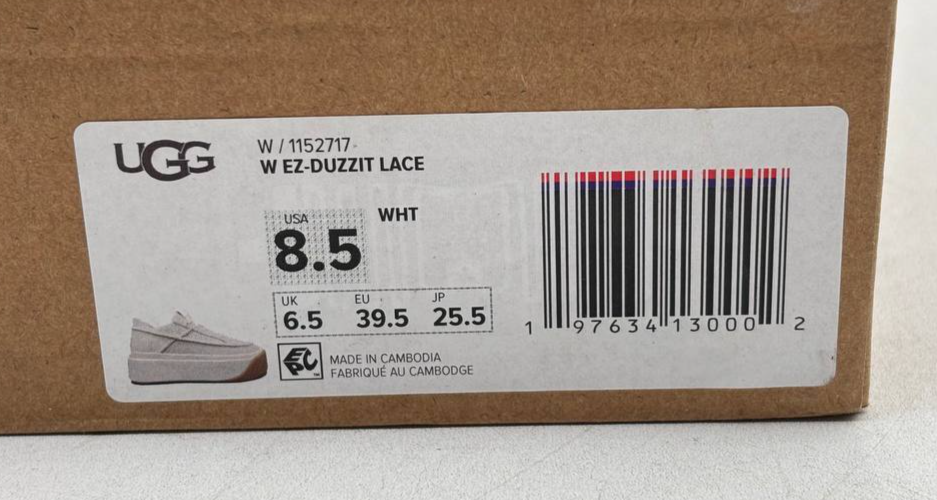 UGG
W / 1152717
W EZ-DUZZIT LACE
WHT
USA
8.5
UK EU JP
6.5 39.5 25.5
EPC
MADE IN CAMBODIA
FABRIQUÉ AU CAMBODGE
1 97634 13000 2